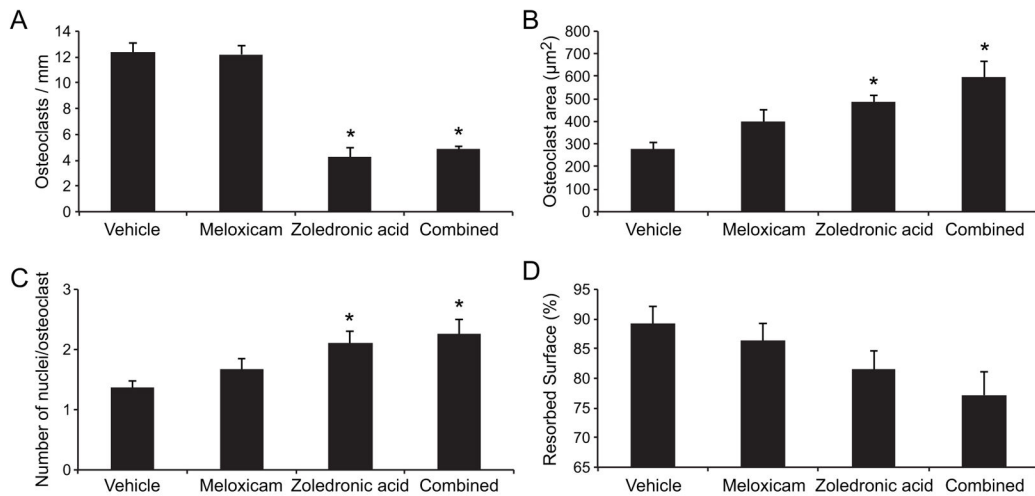 A
Osteoclasts / mm
14
12
10
8
6
4
2
0
* *
Vehicle Meloxicam Zoledronic acid Combined
B
Osteoclast area (µm²)
800
700
600
500
400
300
200
100
0
* *
Vehicle Meloxicam Zoledronic acid Combined
C
Number of nuclei/osteoclast
3
2
1
0
* *
Vehicle Meloxicam Zoledronic acid Combined
D
Resorbed Surface (%)
95
90
85
80
75
70
65
Vehicle Meloxicam Zoledronic acid Combined